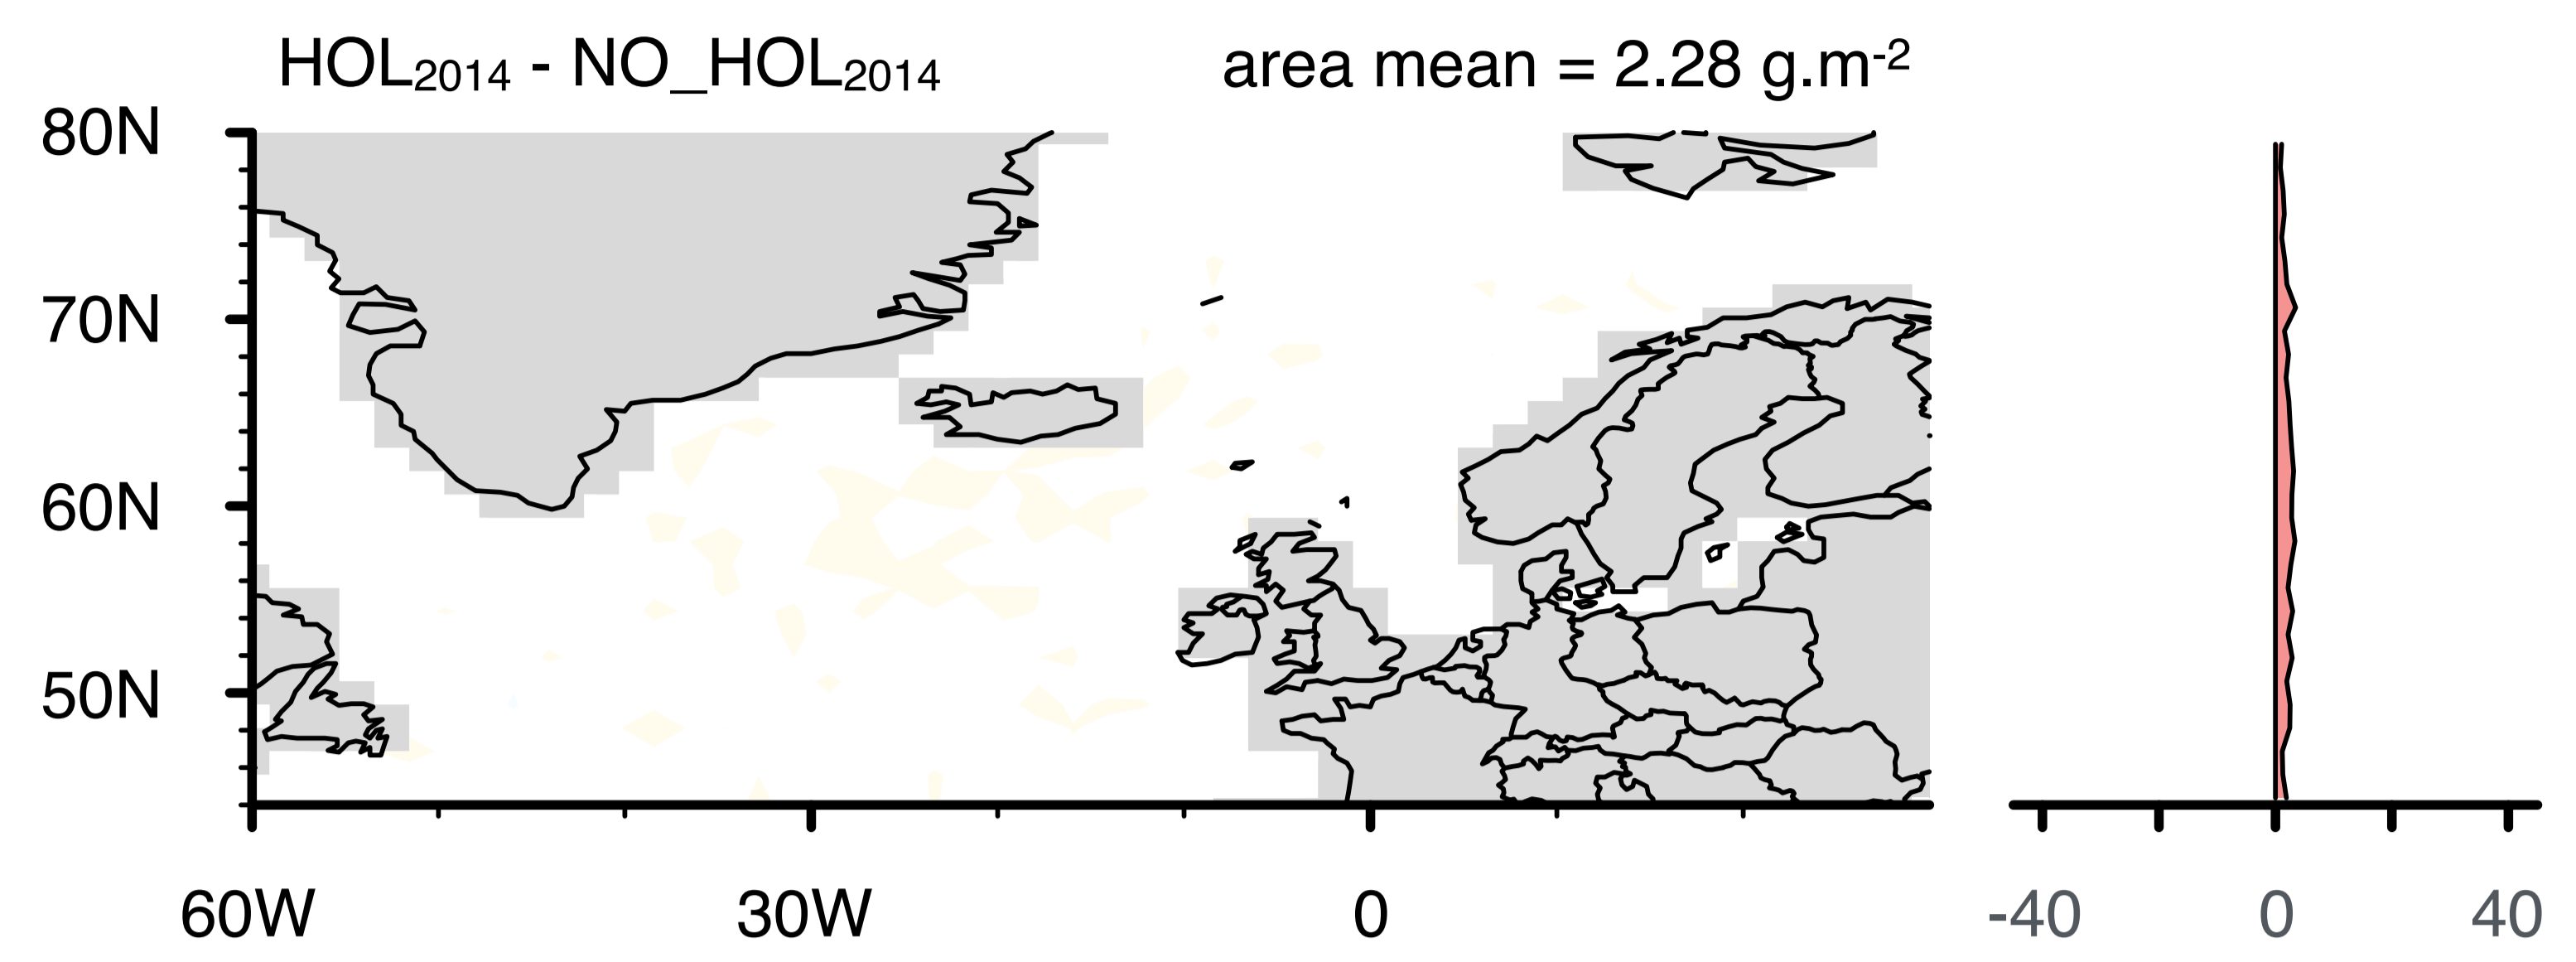 HOL₂₀₁₄ - NO_HOL₂₀₁₄ area mean = 2.28 g.m⁻²
80N
70N
60N
50N
60W 30W 0 -40 0 40